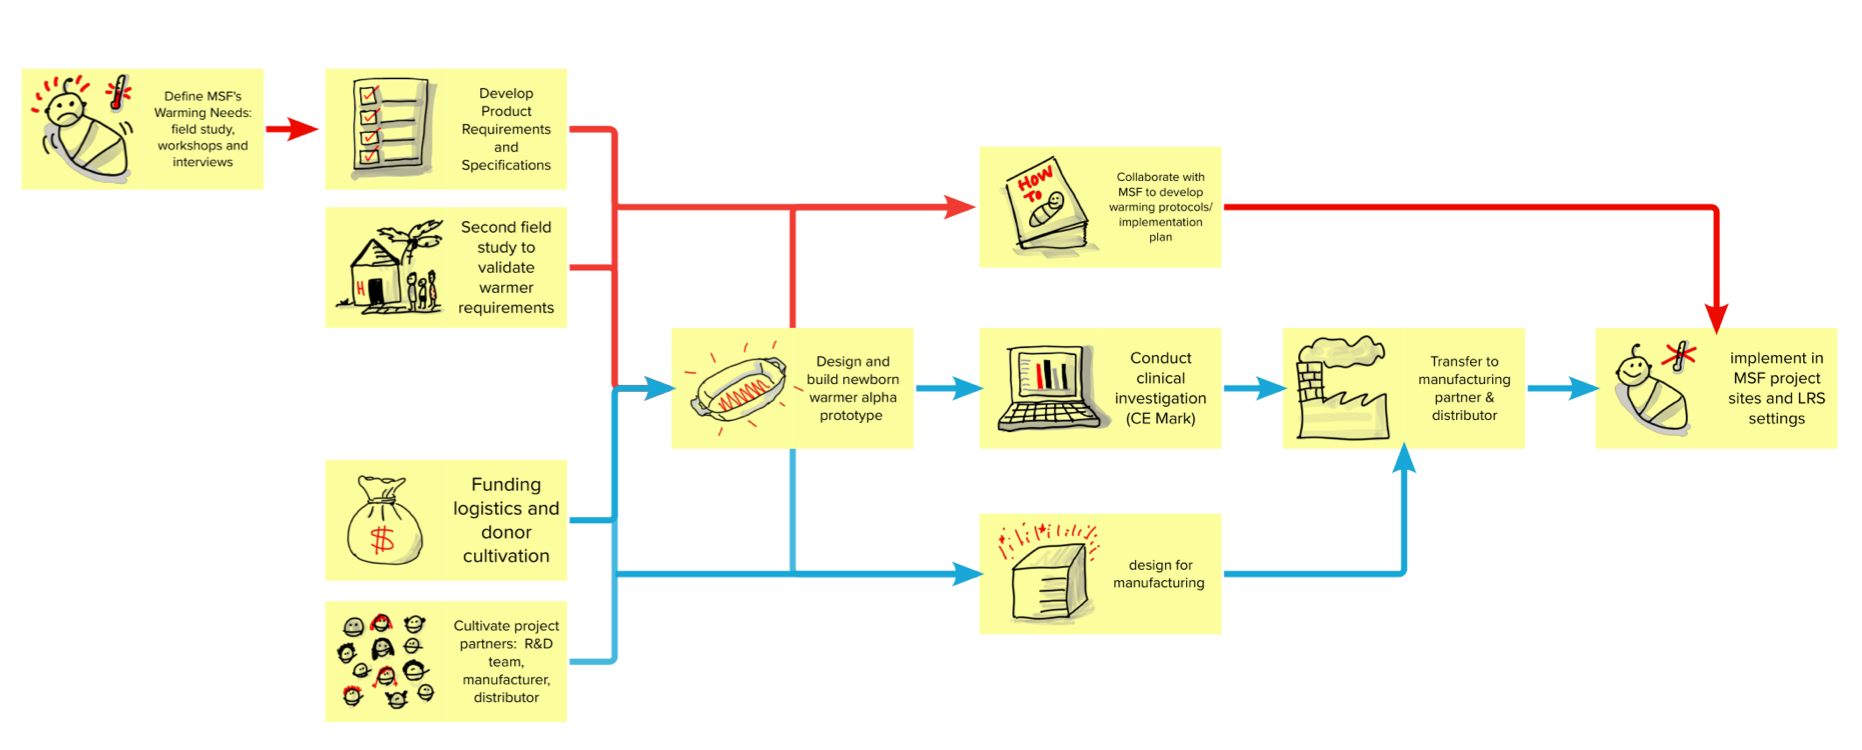 Define MSF's
Warming Needs:
field study,
workshops and
interviews
Develop
Product
Requirements
and
Specifications
Second field
study to
validate
warmer
requirements
H
Funding
logistics and
donor
cultivation
$
Cultivate project
partners: R&D
team,
manufacturer,
distributor
Design and
build newborn
warmer alpha
prototype
HOW
TO
Collaborate with
MSF to develop
warming protocols/
implementation
plan
Conduct
clinical
investigation
(CE Mark)
design for
manufacturing
Transfer to
manufacturing
partner &
distributor
implement in
MSF project
sites and LRS
settings